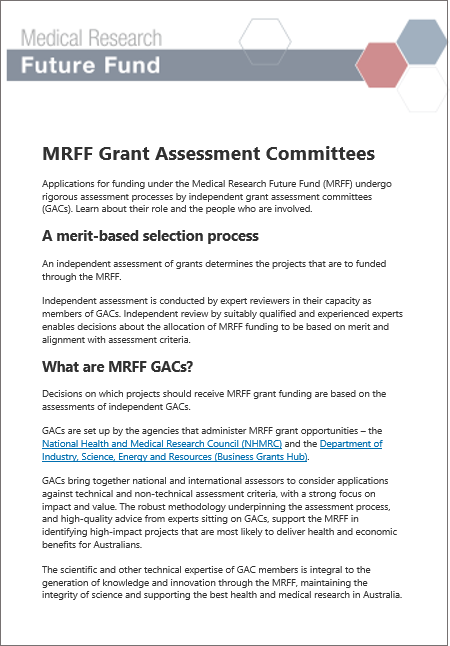 Medical Research
Future Fund
MRFF Grant Assessment Committees
Applications for funding under the Medical Research Future Fund (MRFF) undergo
rigorous assessment processes by independent grant assessment committees
(GACs). Learn about their role and the people who are involved.
A merit-based selection process
An independent assessment of grants determines the projects that are to funded
through the MRFF.
Independent assessment is conducted by expert reviewers in their capacity as
members of GACs. Independent review by suitably qualified and experienced experts
enables decisions about the allocation of MRFF funding to be based on merit and
alignment with assessment criteria.
What are MRFF GACs?
Decisions on which projects should receive MRFF grant funding are based on the
assessments of independent GACs.
GACs are set up by the agencies that administer MRFF grant opportunities – the
National Health and Medical Research Council (NHMRC) and the Department of
Industry, Science, Energy and Resources (Business Grants Hub).
GACs bring together national and international assessors to consider applications
against technical and non-technical assessment criteria, with a strong focus on
impact and value. The robust methodology underpinning the assessment process,
and high-quality advice from experts sitting on GACs, support the MRFF in
identifying high-impact projects that are most likely to deliver health and economic
benefits for Australians.
The scientific and other technical expertise of GAC members is integral to the
generation of knowledge and innovation through the MRFF, maintaining the
integrity of science and supporting the best health and medical research in Australia.